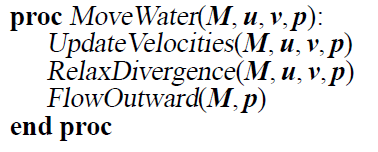 proc MoveWater(M, u, v, p):
UpdateVelocities(M, u, v, p)
RelaxDivergence(M, u, v, p)
FlowOutward(M, p)
end proc